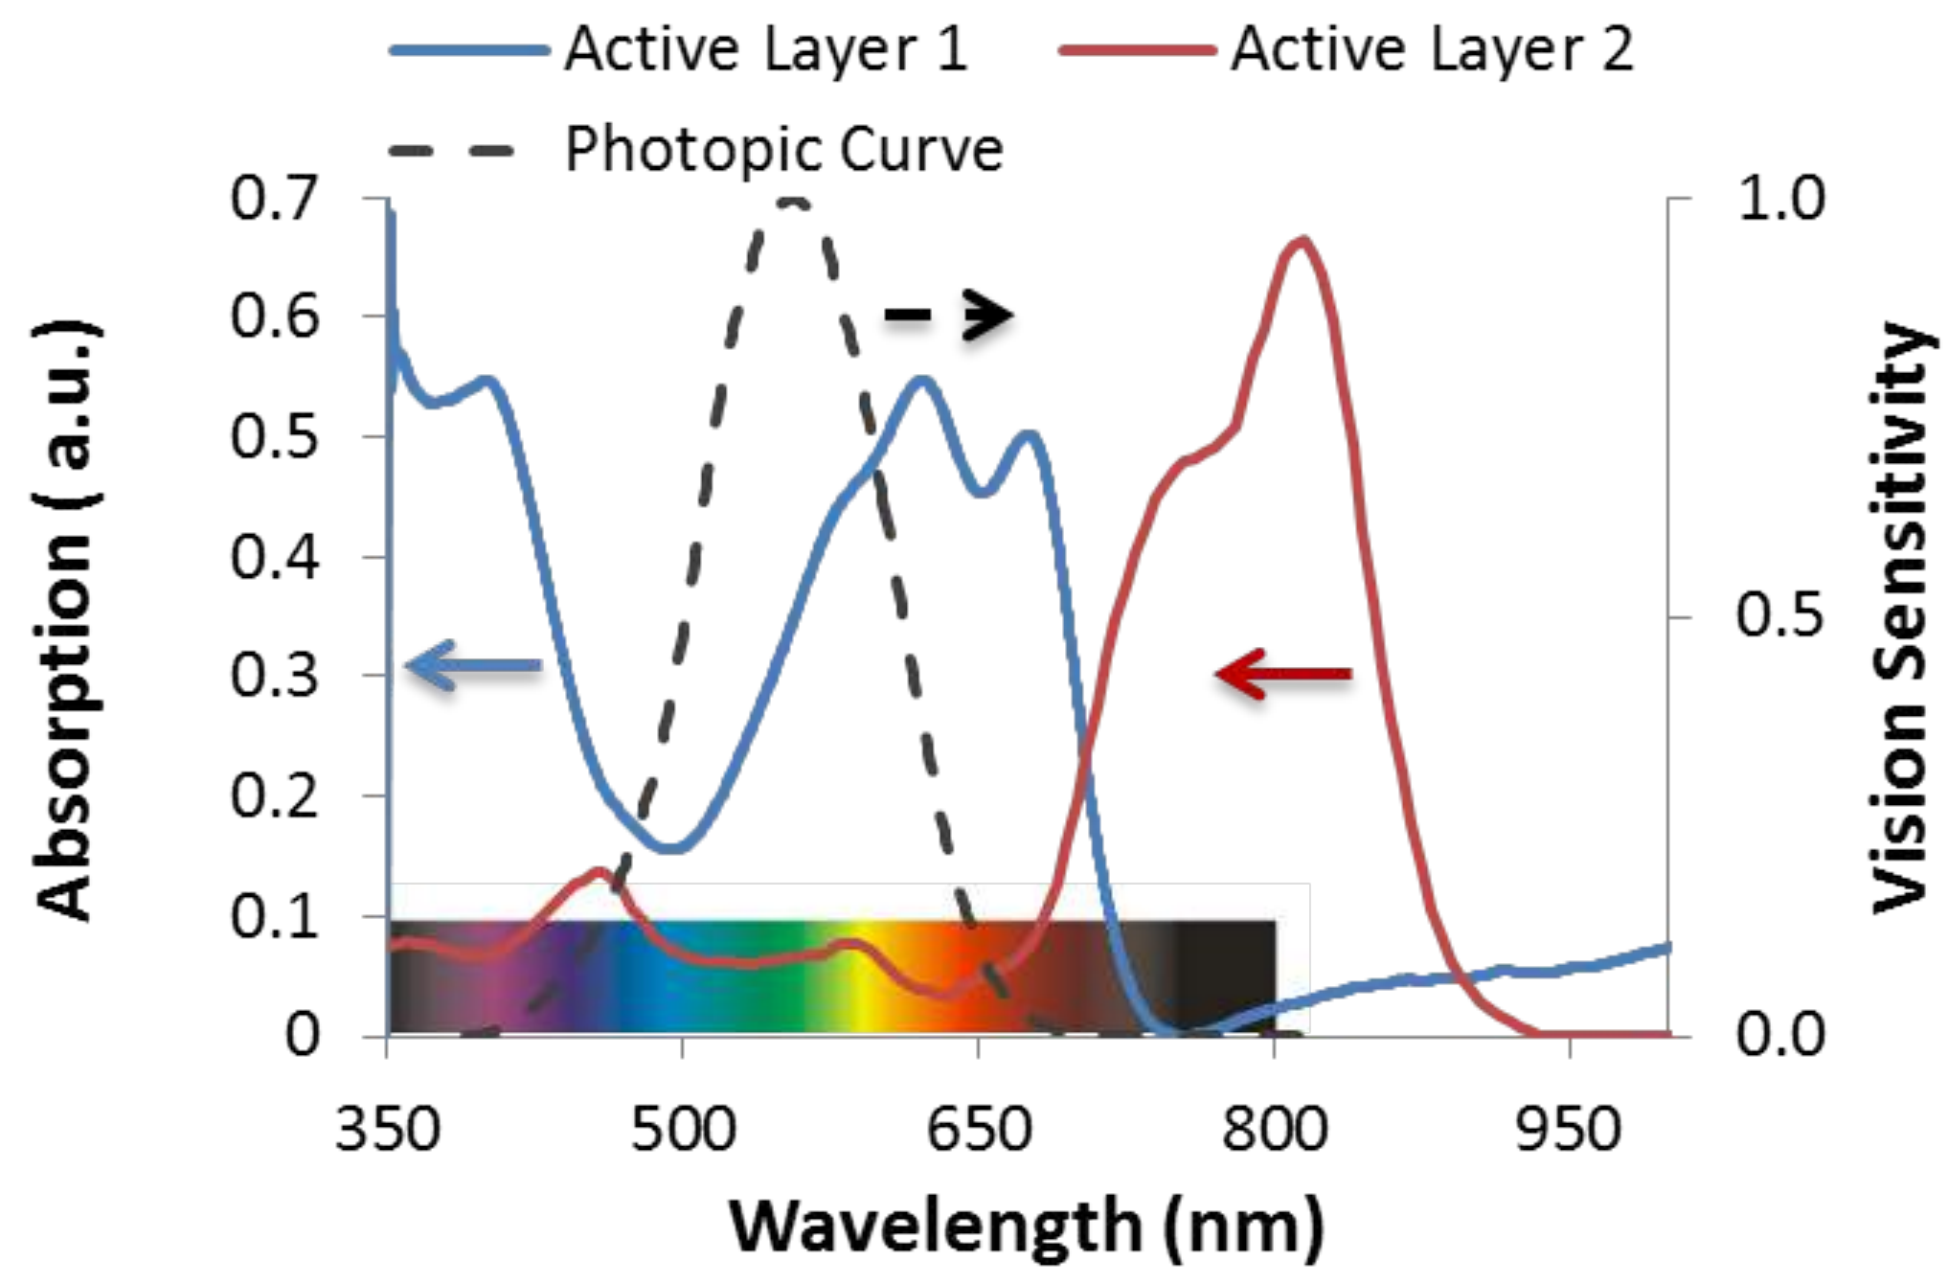 Active Layer 1 Active Layer 2
Photopic Curve
0.7
0.6
0.5
0.4
0.3
0.2
0.1
0
Absorption ( a.u.)
1.0
0.5
0.0
Vision Sensitivity
350 500 650 800 950
Wavelength (nm)